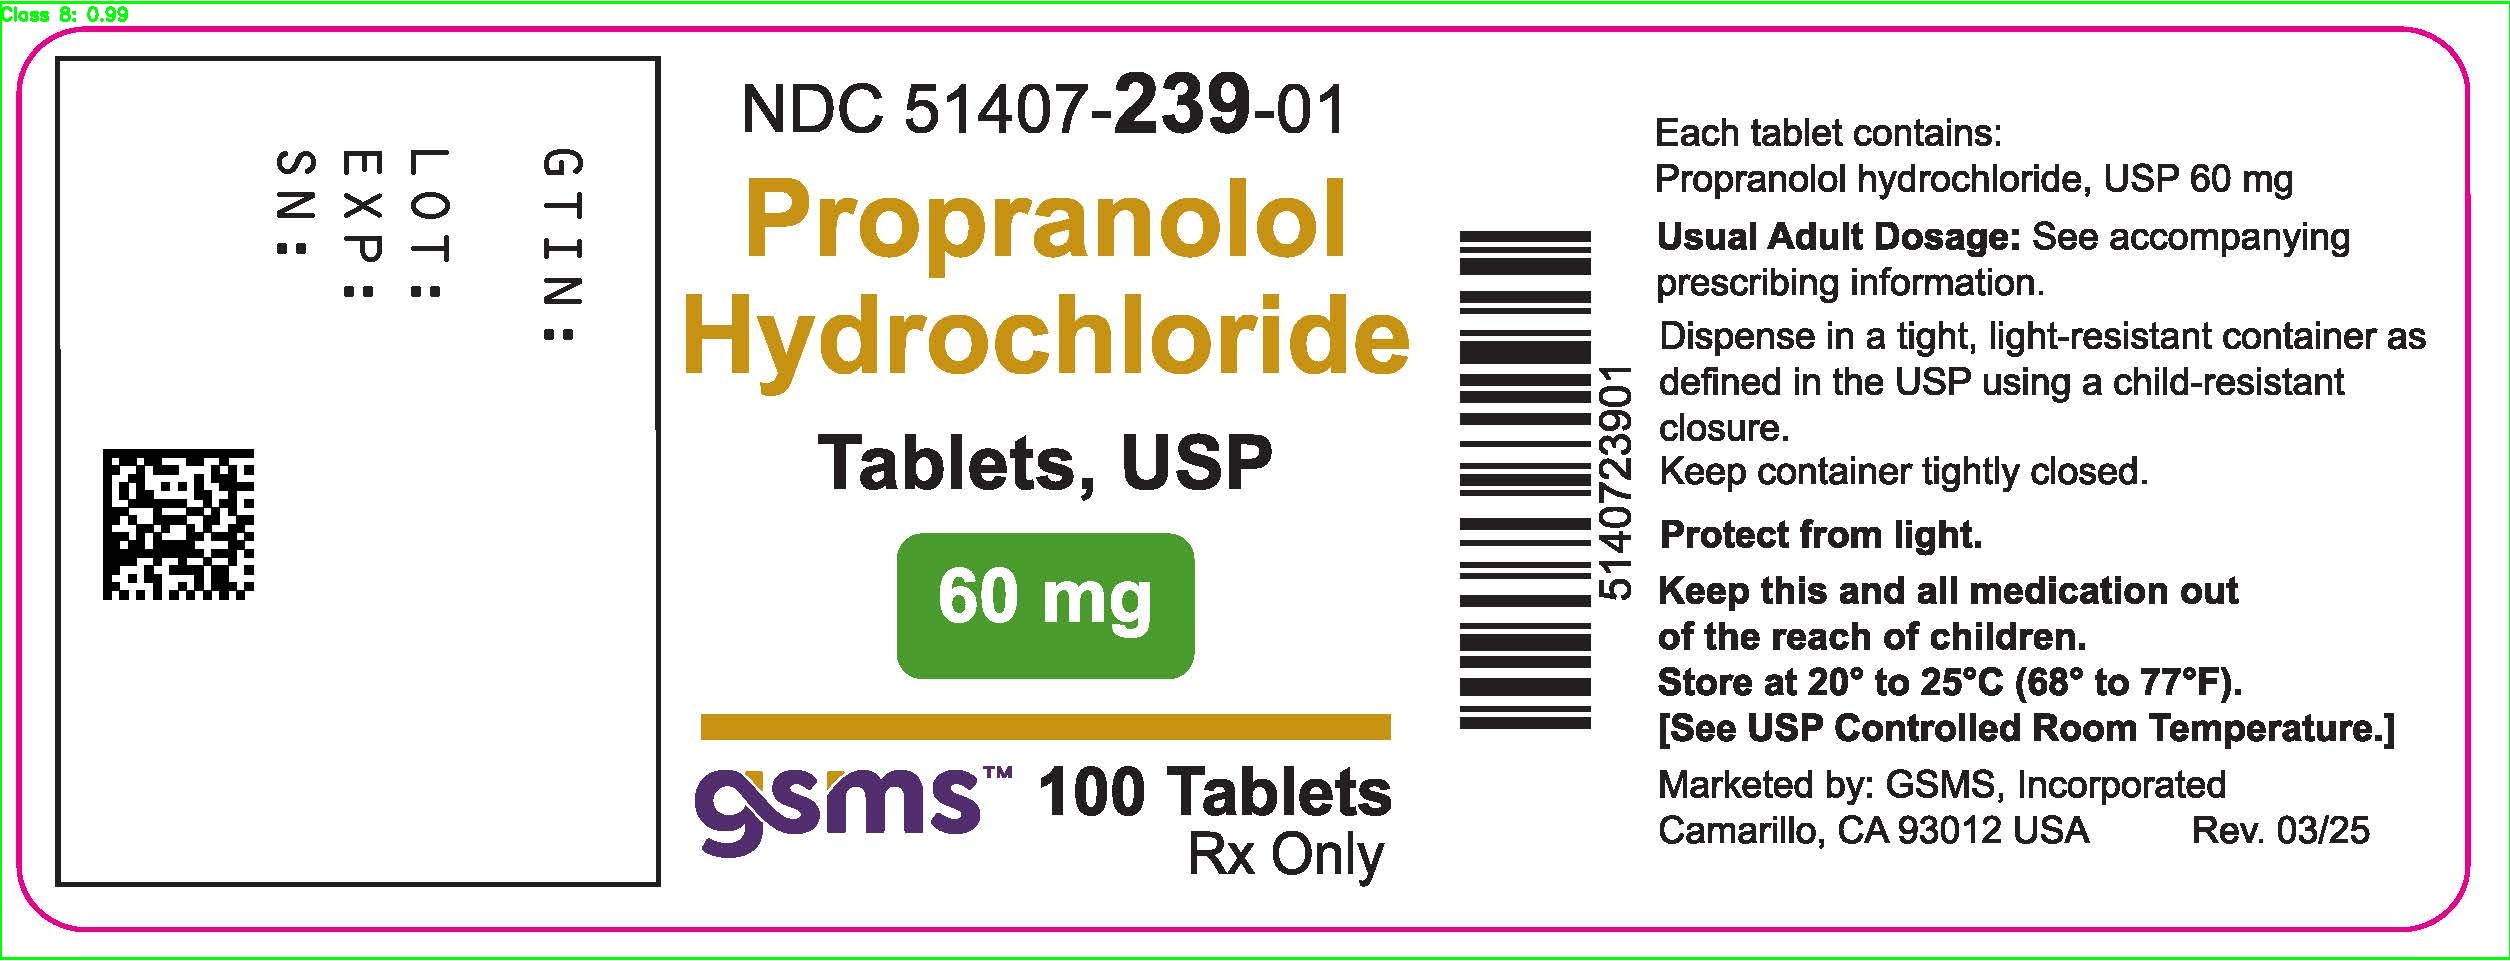 Class 8: 0.99
GTIN:
LOT:
EXP:
SN:
NDC 51407-239-01
Propranolol
Hydrochloride
Tablets, USP
60 mg
gsms™ 100 Tablets
Rx Only
5140723901
Each tablet contains:
Propranolol hydrochloride, USP 60 mg
Usual Adult Dosage: See accompanying
prescribing information.
Dispense in a tight, light-resistant container as
defined in the USP using a child-resistant
closure.
Keep container tightly closed.
Protect from light.
Keep this and all medication out
of the reach of children.
Store at 20° to 25°C (68° to 77°F).
[See USP Controlled Room Temperature.]
Marketed by: GSMS, Incorporated
Camarillo, CA 93012 USA Rev. 03/25